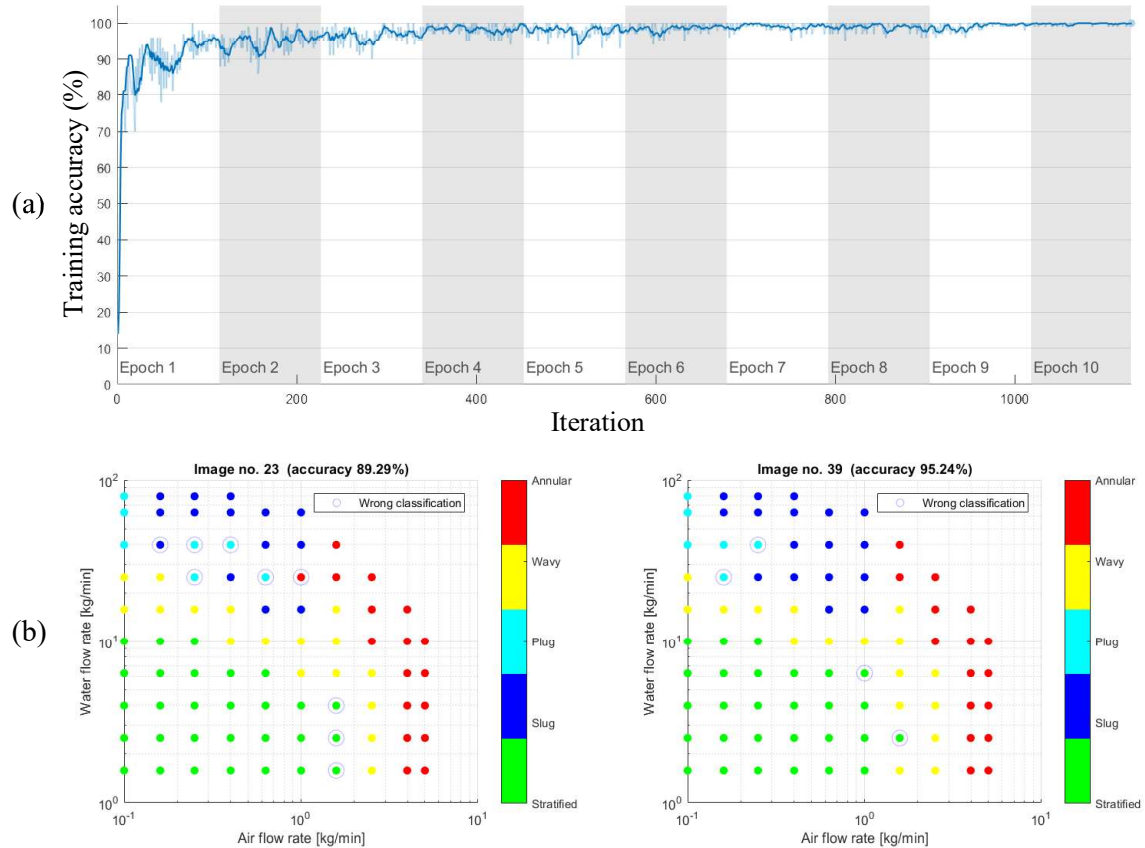 (a)
Training accuracy (%)
100
90
80
70
60
50
40
30
20
10
0
Epoch 1 Epoch 2 Epoch 3 Epoch 4 Epoch 5 Epoch 6 Epoch 7 Epoch 8 Epoch 9 Epoch 10
0 200 400 600 800 1000
Iteration
(b)
Image no. 23 (accuracy 89.29%)
Wrong classification
Water flow rate [kg/min]
10^2
10^1
10^0
10^-1 10^0 10^1
Air flow rate [kg/min]
Annular
Wavy
Plug
Slug
Stratified
Image no. 39 (accuracy 95.24%)
Wrong classification
Water flow rate [kg/min]
10^2
10^1
10^0
10^-1 10^0 10^1
Air flow rate [kg/min]
Annular
Wavy
Plug
Slug
Stratified